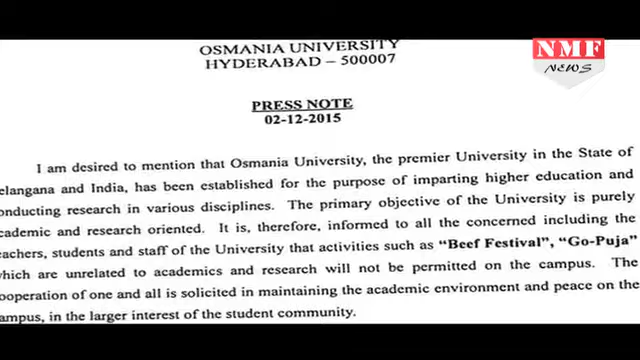 OSMANIA UNIVERSITY
HYDERABAD – 500007
NMF
NEWS
PRESS NOTE
02-12-2015
I am desired to mention that Osmania University, the premier University in the State of
elangana and India, has been established for the purpose of imparting higher education and
onducting research in various disciplines. The primary objective of the University is purely
cademic and research oriented. It is, therefore, informed to all the concerned including the
eachers, students and staff of the University that activities such as “Beef Festival”, “Go-Puja”
which are unrelated to academics and research will not be permitted on the campus. The
ooperation of one and all is solicited in maintaining the academic environment and peace on the
ampus, in the larger interest of the student community.